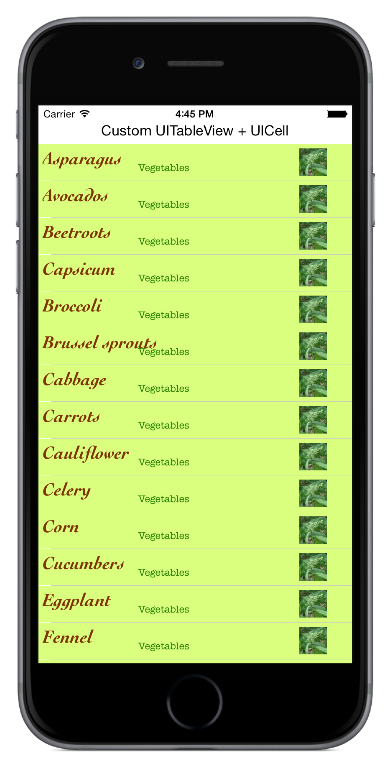 Carrier 4:45 PM
Custom UITableView + UICell
Asparagus
Vegetables
Avocados
Vegetables
Beetroots
Vegetables
Capsicum
Vegetables
Broccoli
Vegetables
Brussel sprouts
Vegetables
Cabbage
Vegetables
Carrots
Vegetables
Cauliflower
Vegetables
Celery
Vegetables
Corn
Vegetables
Cucumbers
Vegetables
Eggplant
Vegetables
Fennel
Vegetables